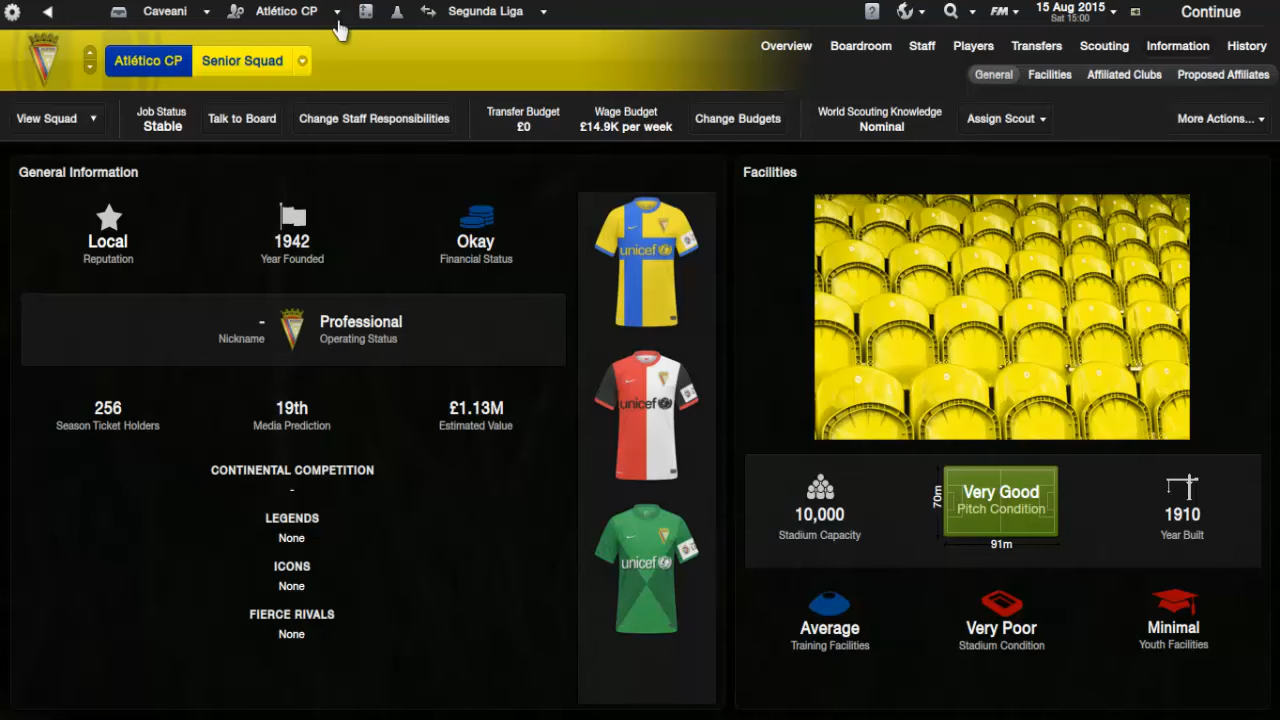 Caveani
Atlético CP
Segunda Liga
?
FM
15 Aug 2015
Sat 15:00
Continue
Atlético CP
Senior Squad
Overview
Boardroom
Staff
Players
Transfers
Scouting
Information
History
General
Facilities
Affiliated Clubs
Proposed Affiliates
View Squad
Job Status
Stable
Talk to Board
Change Staff Responsibilities
Transfer Budget
£0
Wage Budget
£14.9K per week
Change Budgets
World Scouting Knowledge
Nominal
Assign Scout
More Actions...
General Information
Local
Reputation
1942
Year Founded
Okay
Financial Status
-
Nickname
Professional
Operating Status
256
Season Ticket Holders
19th
Media Prediction
£1.13M
Estimated Value
CONTINENTAL COMPETITION
-
LEGENDS
None
ICONS
None
FIERCE RIVALS
None
unicef
unicef
unicef
Facilities
10,000
Stadium Capacity
70m
Very Good
Pitch Condition
91m
1910
Year Built
Average
Training Facilities
Very Poor
Stadium Condition
Minimal
Youth Facilities